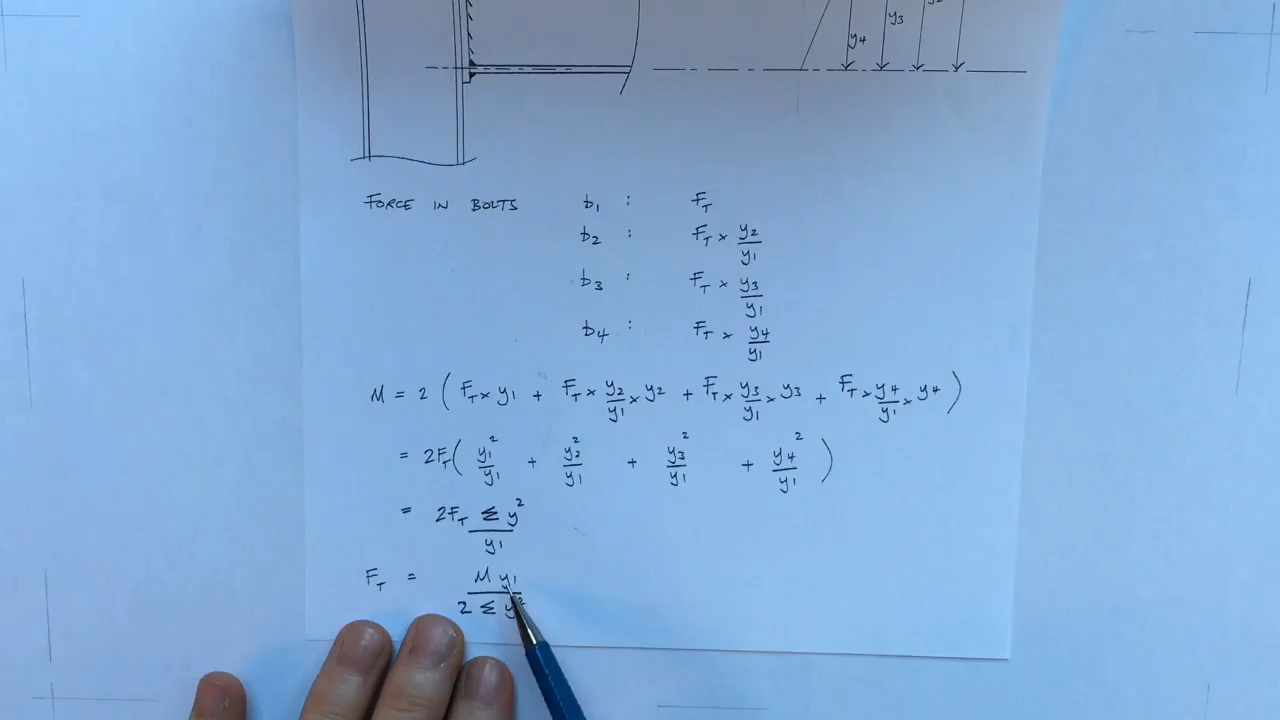 y4 y3
FORCE IN BOLTS b1 : FT
b2 : FT × y2/y1
b3 : FT × y3/y1
b4 : FT × y4/y1
M = 2 ( FT × y1 + FT × y2/y1 × y2 + FT × y3/y1 × y3 + FT × y4/y1 × y4 )
= 2FT ( y1²/y1 + y2²/y1 + y3²/y1 + y4²/y1 )
= 2FT Σ y² / y1
FT = M y1 / 2 Σ y²